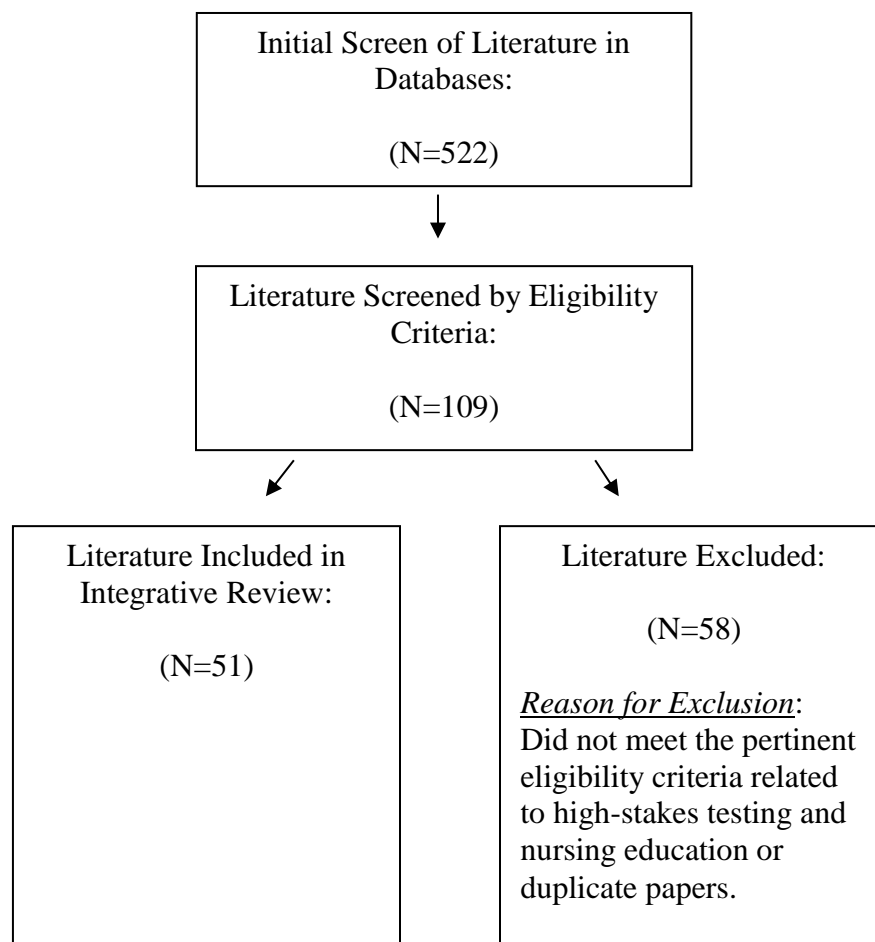 Initial Screen of Literature in
Databases:
(N=522)
Literature Screened by Eligibility
Criteria:
(N=109)
Literature Included in
Integrative Review:
(N=51)
Literature Excluded:
(N=58)
Reason for Exclusion:
Did not meet the pertinent
eligibility criteria related
to high-stakes testing and
nursing education or
duplicate papers.